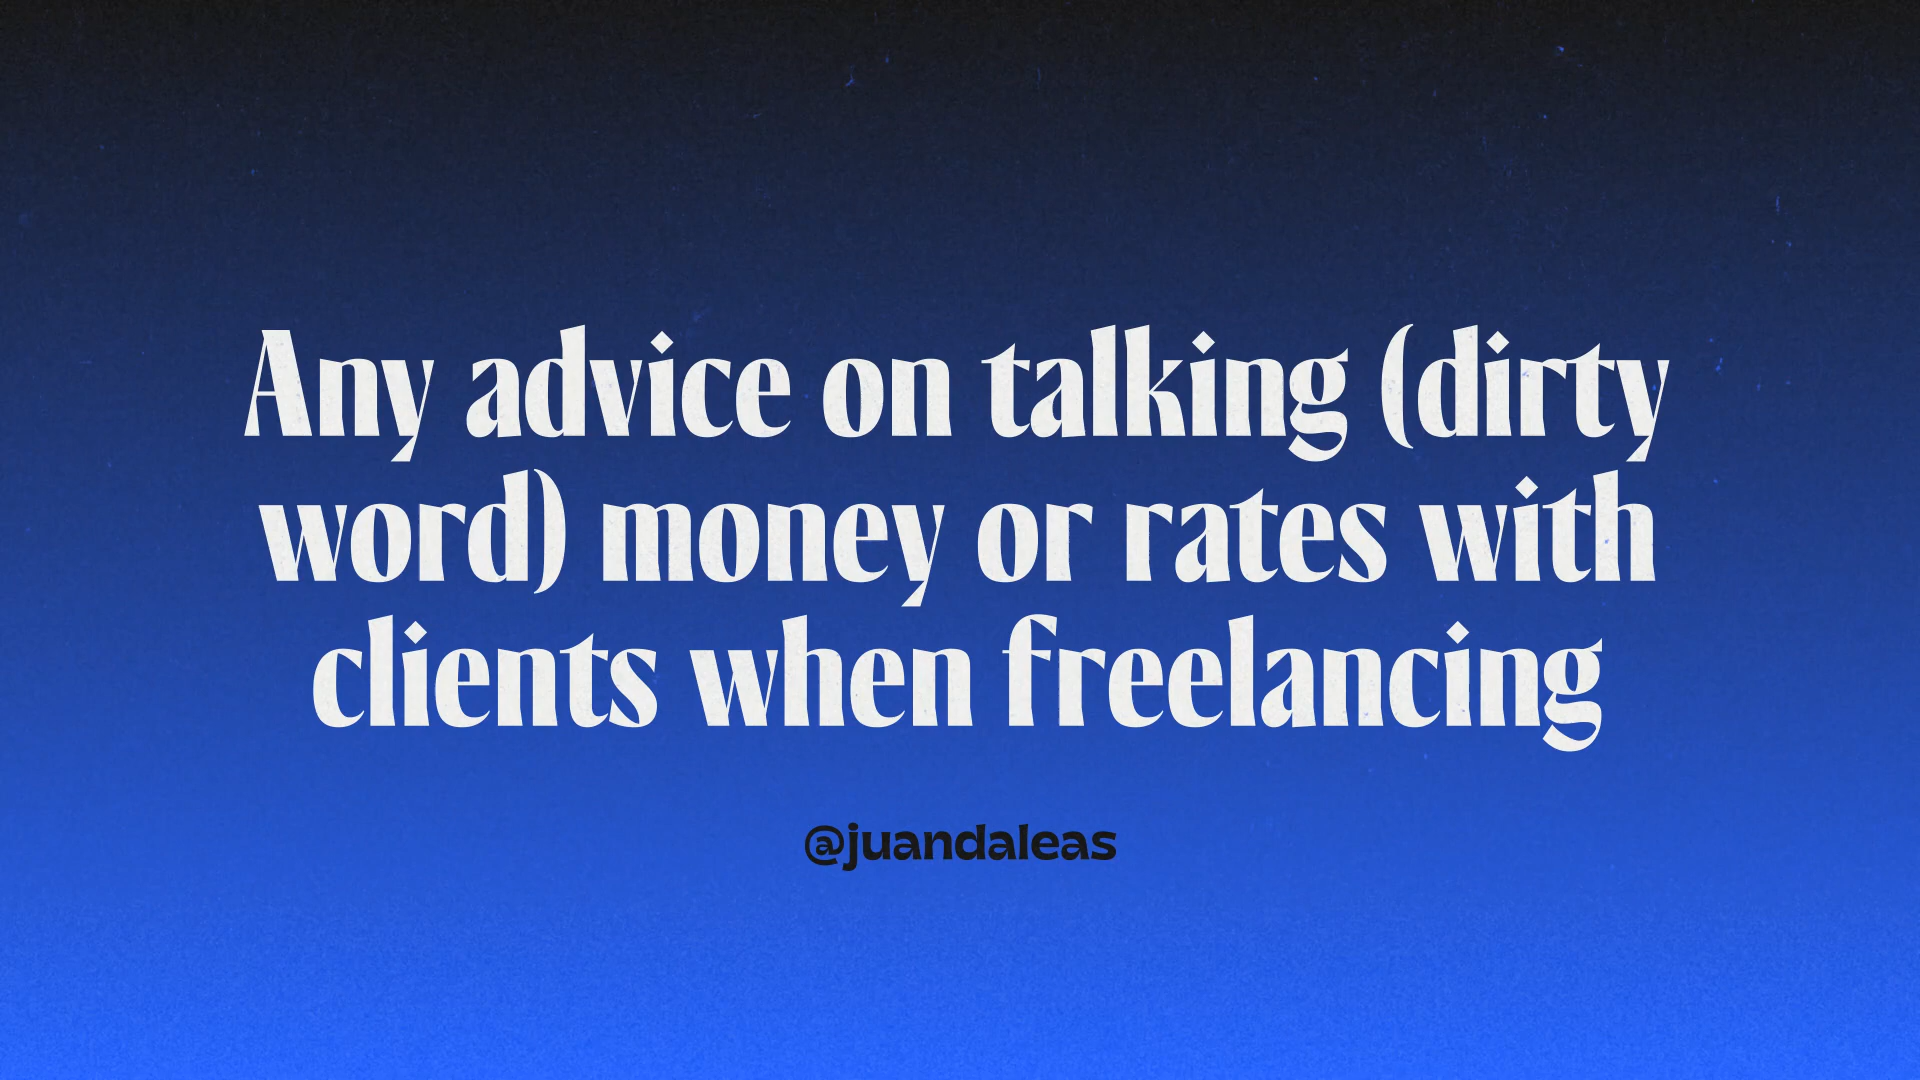 Any advice on talking (dirty
word) money or rates with
clients when freelancing
@juandaleas